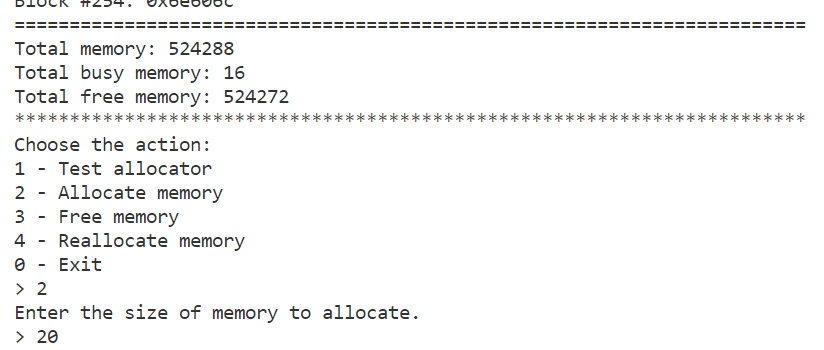 Block #254: 0x6e606c
========================================================================
Total memory: 524288
Total busy memory: 16
Total free memory: 524272
************************************************************************
Choose the action:
1 - Test allocator
2 - Allocate memory
3 - Free memory
4 - Reallocate memory
0 - Exit
> 2
Enter the size of memory to allocate.
> 20